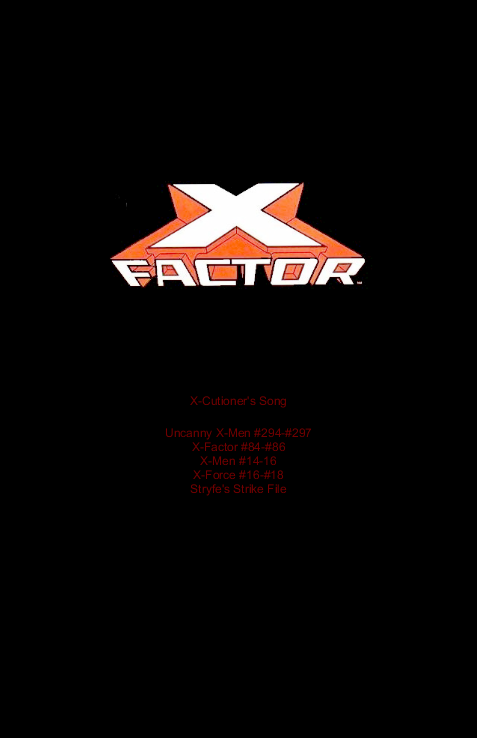 X
FACTOR
X-Cutioner's Song
Uncanny X-Men #294-#297
X-Factor #84-#86
X-Men #14-16
X-Force #16-#18
Stryfe's Strike File